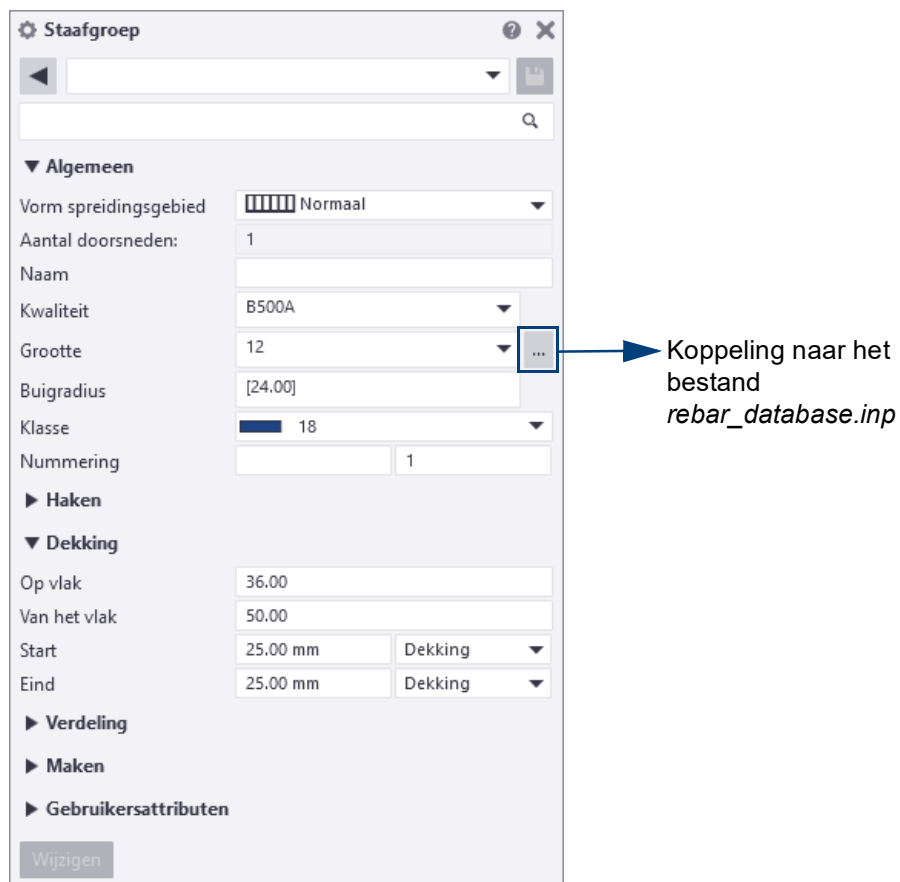 Staafgroep
Algemeen
Vorm spreidingsgebied Normaal
Aantal doorsneden: 1
Naam
Kwaliteit B500A
Grootte 12 ...
Koppeling naar het
bestand
rebar_database.inp
Buigradius [24.00]
Klasse 18
Nummering 1
Haken
Dekking
Op vlak 36.00
Van het vlak 50.00
Start 25.00 mm Dekking
Eind 25.00 mm Dekking
Verdeling
Maken
Gebruikersattributen
Wijzigen